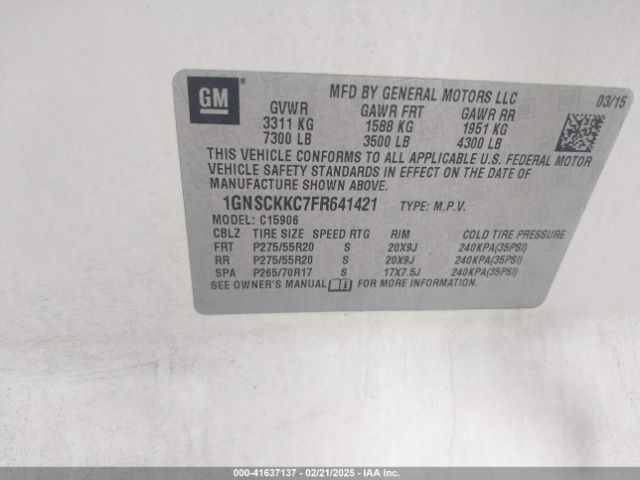 GM
MFD BY GENERAL MOTORS LLC
03/15
GVWR GAWR FRT GAWR RR
3311 KG 1588 KG 1951 KG
7300 LB 3500 LB 4300 LB
THIS VEHICLE CONFORMS TO ALL APPLICABLE U.S. FEDERAL MOTOR
VEHICLE SAFETY STANDARDS IN EFFECT ON THE DATE OF
MANUFACTURE SHOWN ABOVE.
1GNSCKKC7FR641421 TYPE: M.P.V.
MODEL: C15906
CBLZ TIRE SIZE SPEED RTG RIM COLD TIRE PRESSURE
FRT P275/55R20 S 20X9J 240KPA(35PSI)
RR P275/55R20 S 20X9J 240KPA(35PSI)
SPA P265/70R17 S 17X7.5J 240KPA(35PSI)
SEE OWNER'S MANUAL FOR MORE INFORMATION.
000-41637137 - 02/21/2025 - IAA Inc.